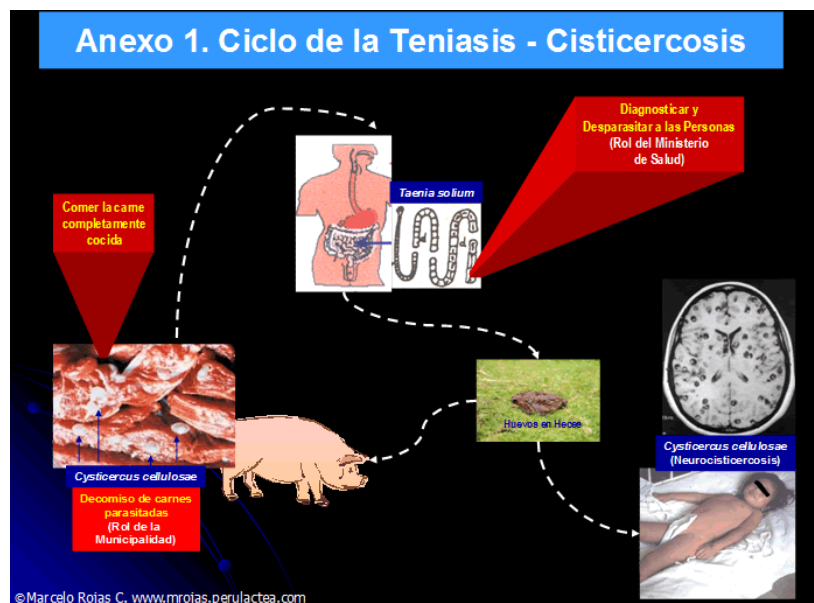 Anexo 1. Ciclo de la Teniasis - Cisticercosis
Diagnosticar y
Desparasitar a las Personas
(Rol del Ministerio
de Salud)
Taenia solium
Comer la carne
completamente
cocida
Huevos en Heces
Cysticercus cellulosae
(Neurocisticercosis)
Cysticercus cellulosae
Decomiso de carnes
parasitadas
(Rol de la
Municipalidad)
©Marcelo Rojas C. www.mrojas.perulactea.com